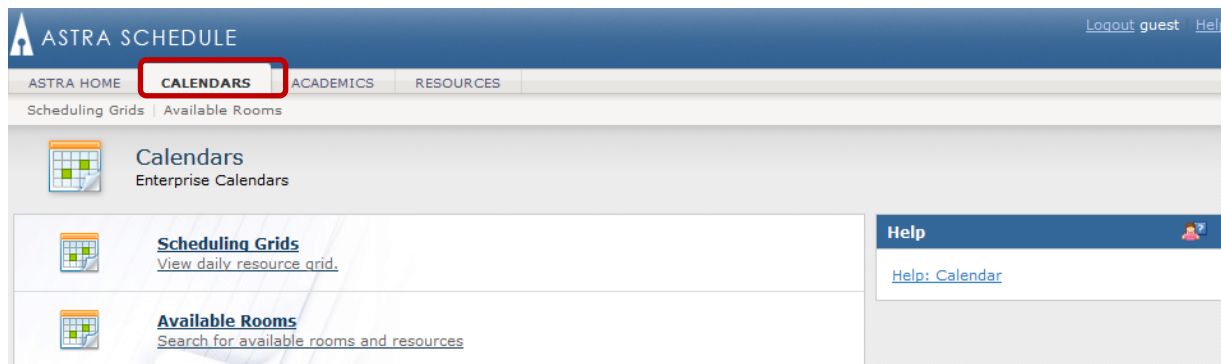 ASTRA SCHEDULE
Logout guest Help
ASTRA HOME CALENDARS ACADEMICS RESOURCES
Scheduling Grids | Available Rooms
Calendars
Enterprise Calendars
Scheduling Grids
View daily resource grid.
Available Rooms
Search for available rooms and resources
Help
Help: Calendar